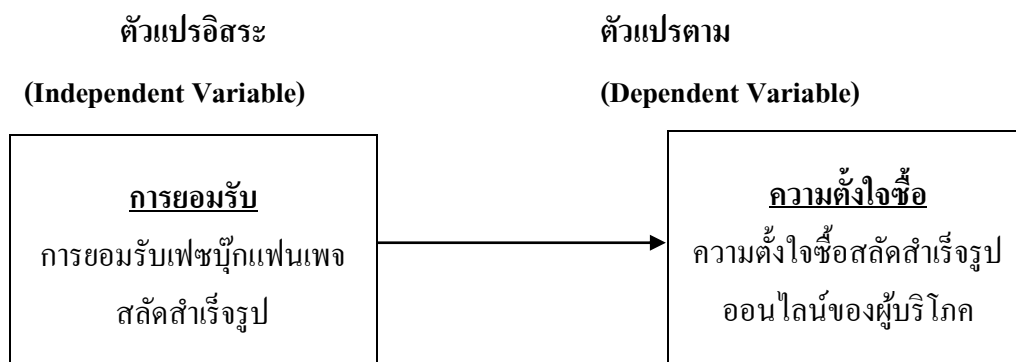 ตัวแปรอิสระ
(Independent Variable)
ตัวแปรตาม
(Dependent Variable)
การยอมรับ
การยอมรับเฟซบุ๊กแฟนเพจ
สลัดสำเร็จรูป
ความตั้งใจซื้อ
ความตั้งใจซื้อสลัดสำเร็จรูป
ออนไลน์ของผู้บริโภค